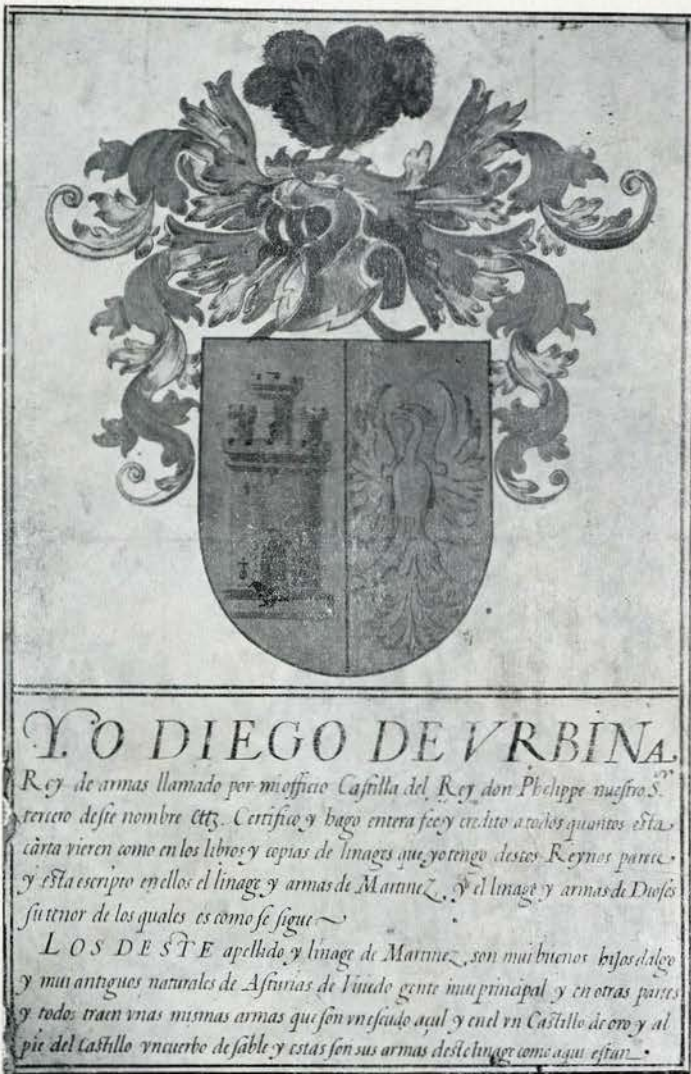 YO DIEGO DE VRBINA
Rey de armas llamado por mi officio Castilla del Rey don Phelippe nuestro S.or
tercero deste nombre etz. Certifico y hago entera fee y credito a todos quantos esta
carta vieren como en los libros y copias de linages que yo tengo destos Reynos parece
y esta escripto en ellos el linage y armas de Martinez, y el linage y armas de Dioses
su tenor de los quales es como se sigue~
LOS DESTE apellido y linage de Martinez, son mui buenos hijos dalgo
y mui antiguos naturales de Asturias de Vuiedo gente mui principal y en otras partes
y todos traen vnas mismas armas que son vn escudo açul y en el vn Castillo de oro y al
pie del Castillo vn cuerbo de sable y estas son sus armas deste linage como aqui estan